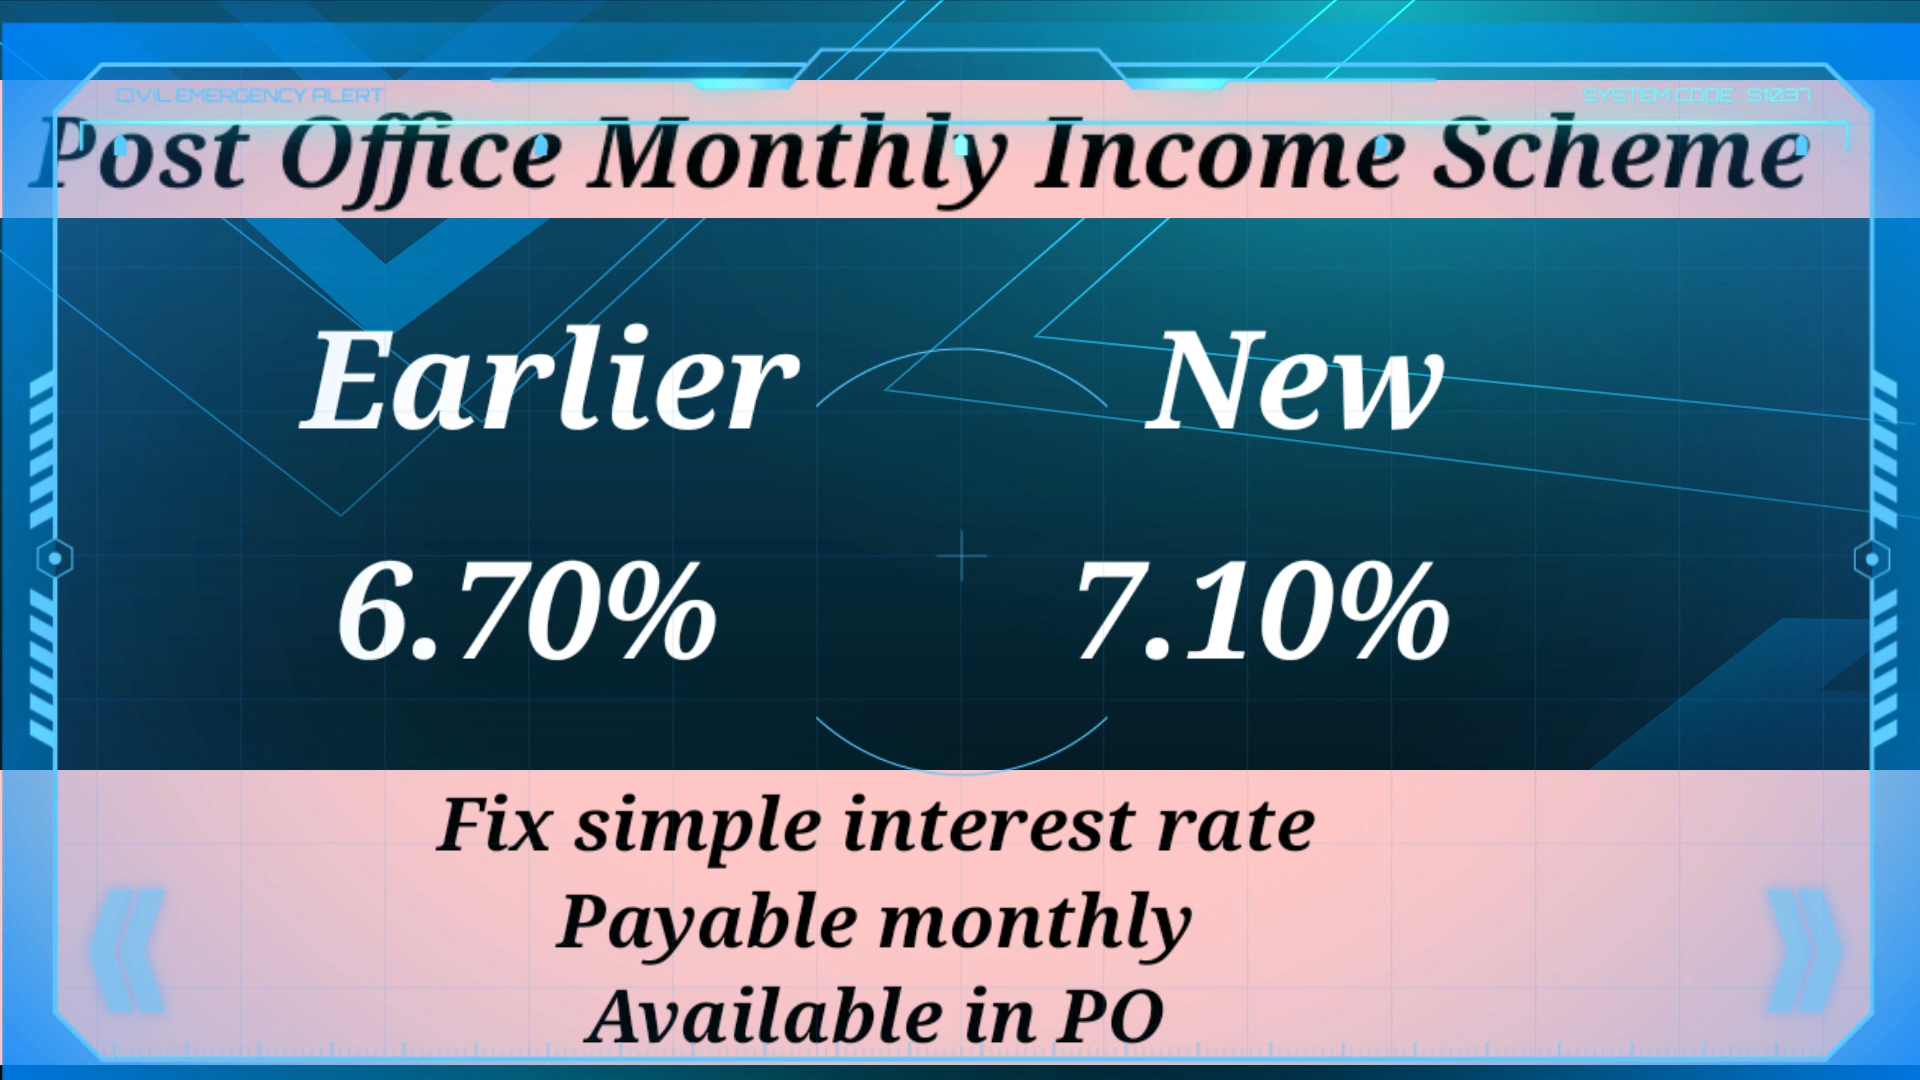 CIVIL EMERGENCY ALERT
SYSTEM CODE : S1037
Post Office Monthly Income Scheme
Earlier New
6.70% 7.10%
Fix simple interest rate
Payable monthly
Available in PO